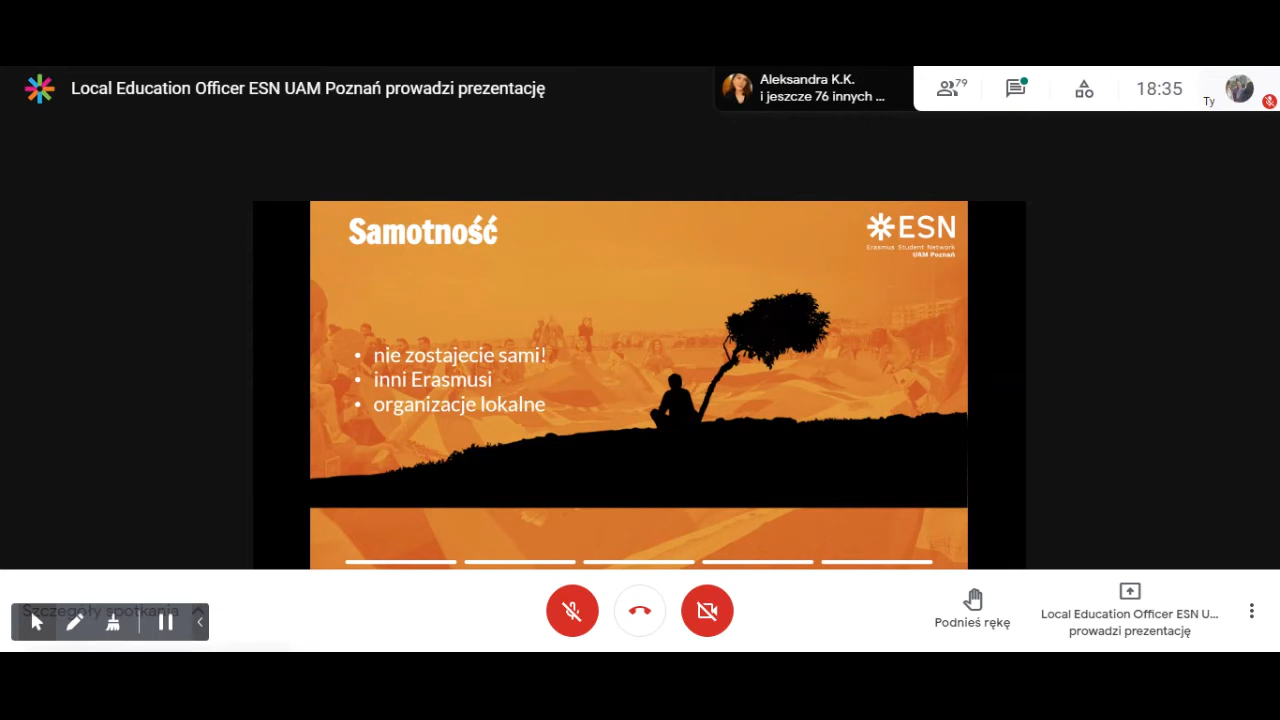 Local Education Officer ESN UAM Poznań prowadzi prezentację
Aleksandra K.K.
i jeszcze 76 innych ...
79
18:35
Ty
Samotność
ESN
Erasmus Student Network
UAM Poznań
• nie zostajecie sami!
• inni Erasmusi
• organizacje lokalne
Szczegóły spotkania
Podnieś rękę
Local Education Officer ESN U...
prowadzi prezentację